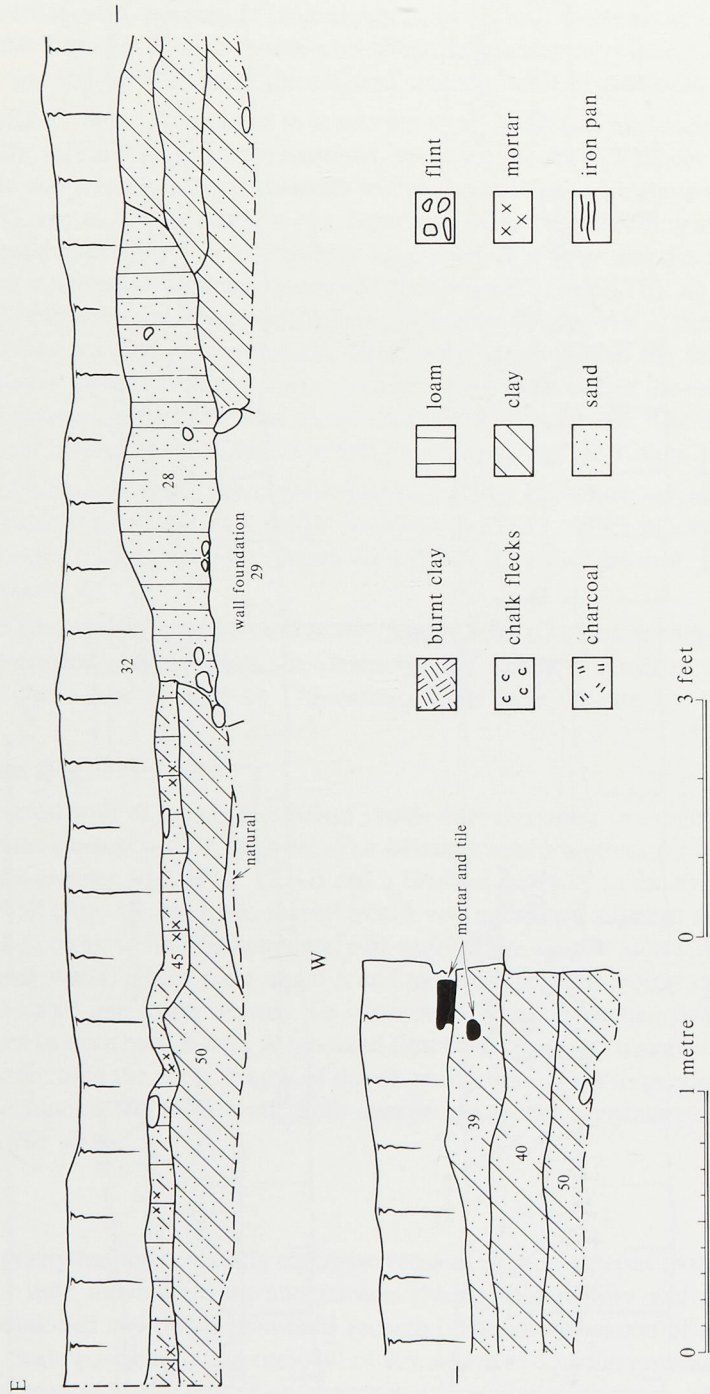 E
32
28
wall foundation
29
45
50
natural
W
mortar and tile
39
40
50
burnt clay
loam
flint
chalk flecks
clay
mortar
charcoal
sand
iron pan
0
1 metre
0
3 feet